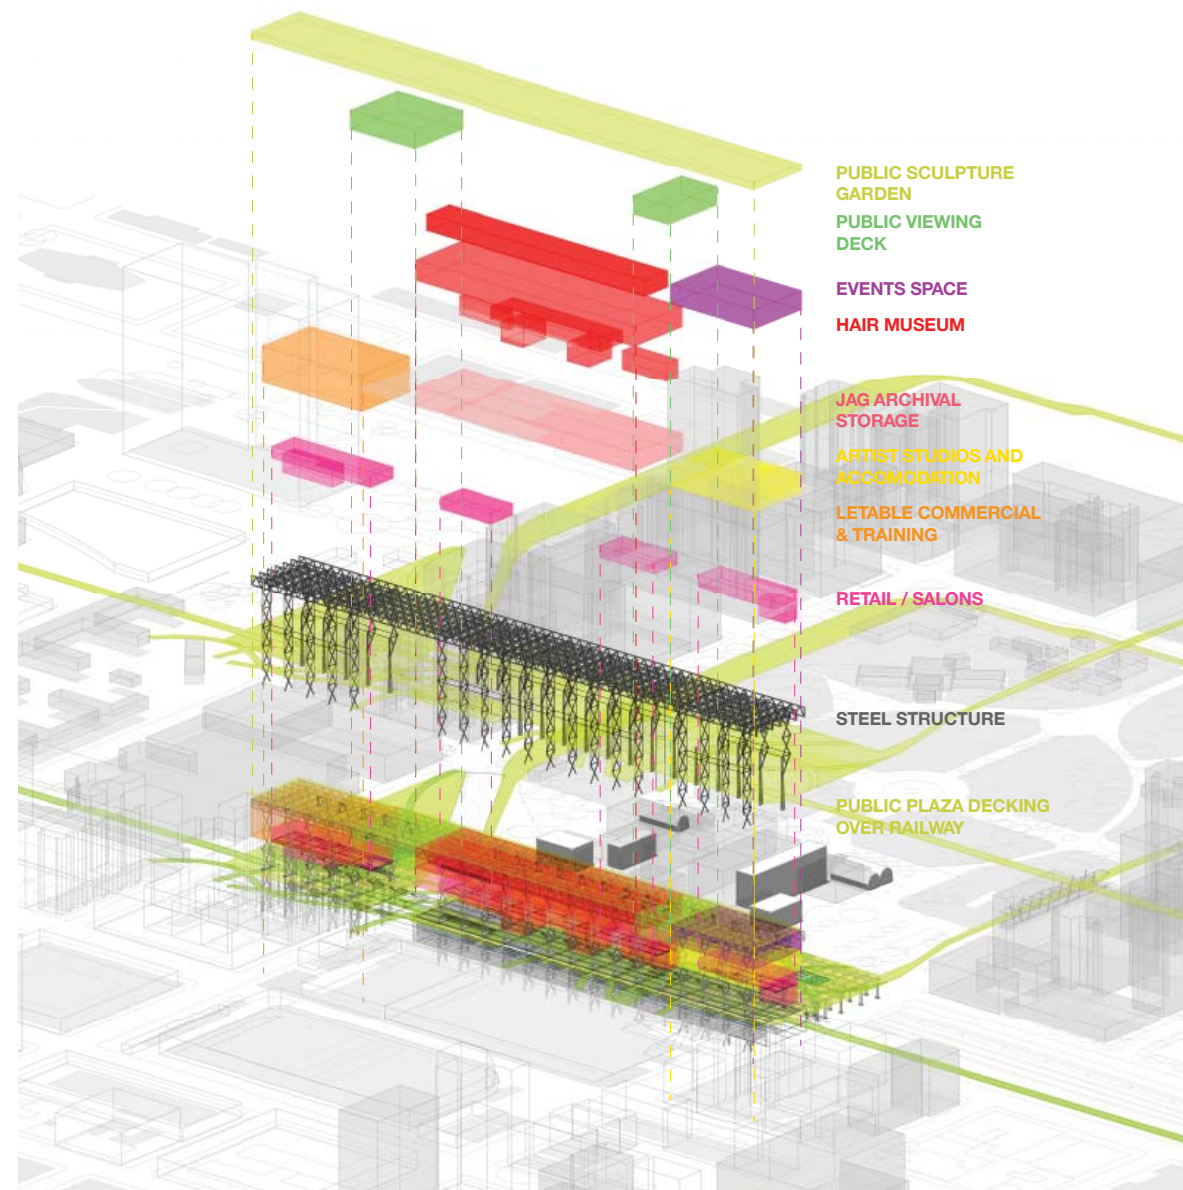 PUBLIC SCULPTURE
GARDEN
PUBLIC VIEWING
DECK
EVENTS SPACE
HAIR MUSEUM
JAG ARCHIVAL
STORAGE
ARTIST STUDIOS AND
ACCOMODATION
LETABLE COMMERCIAL
& TRAINING
RETAIL / SALONS
STEEL STRUCTURE
PUBLIC PLAZA DECKING
OVER RAILWAY